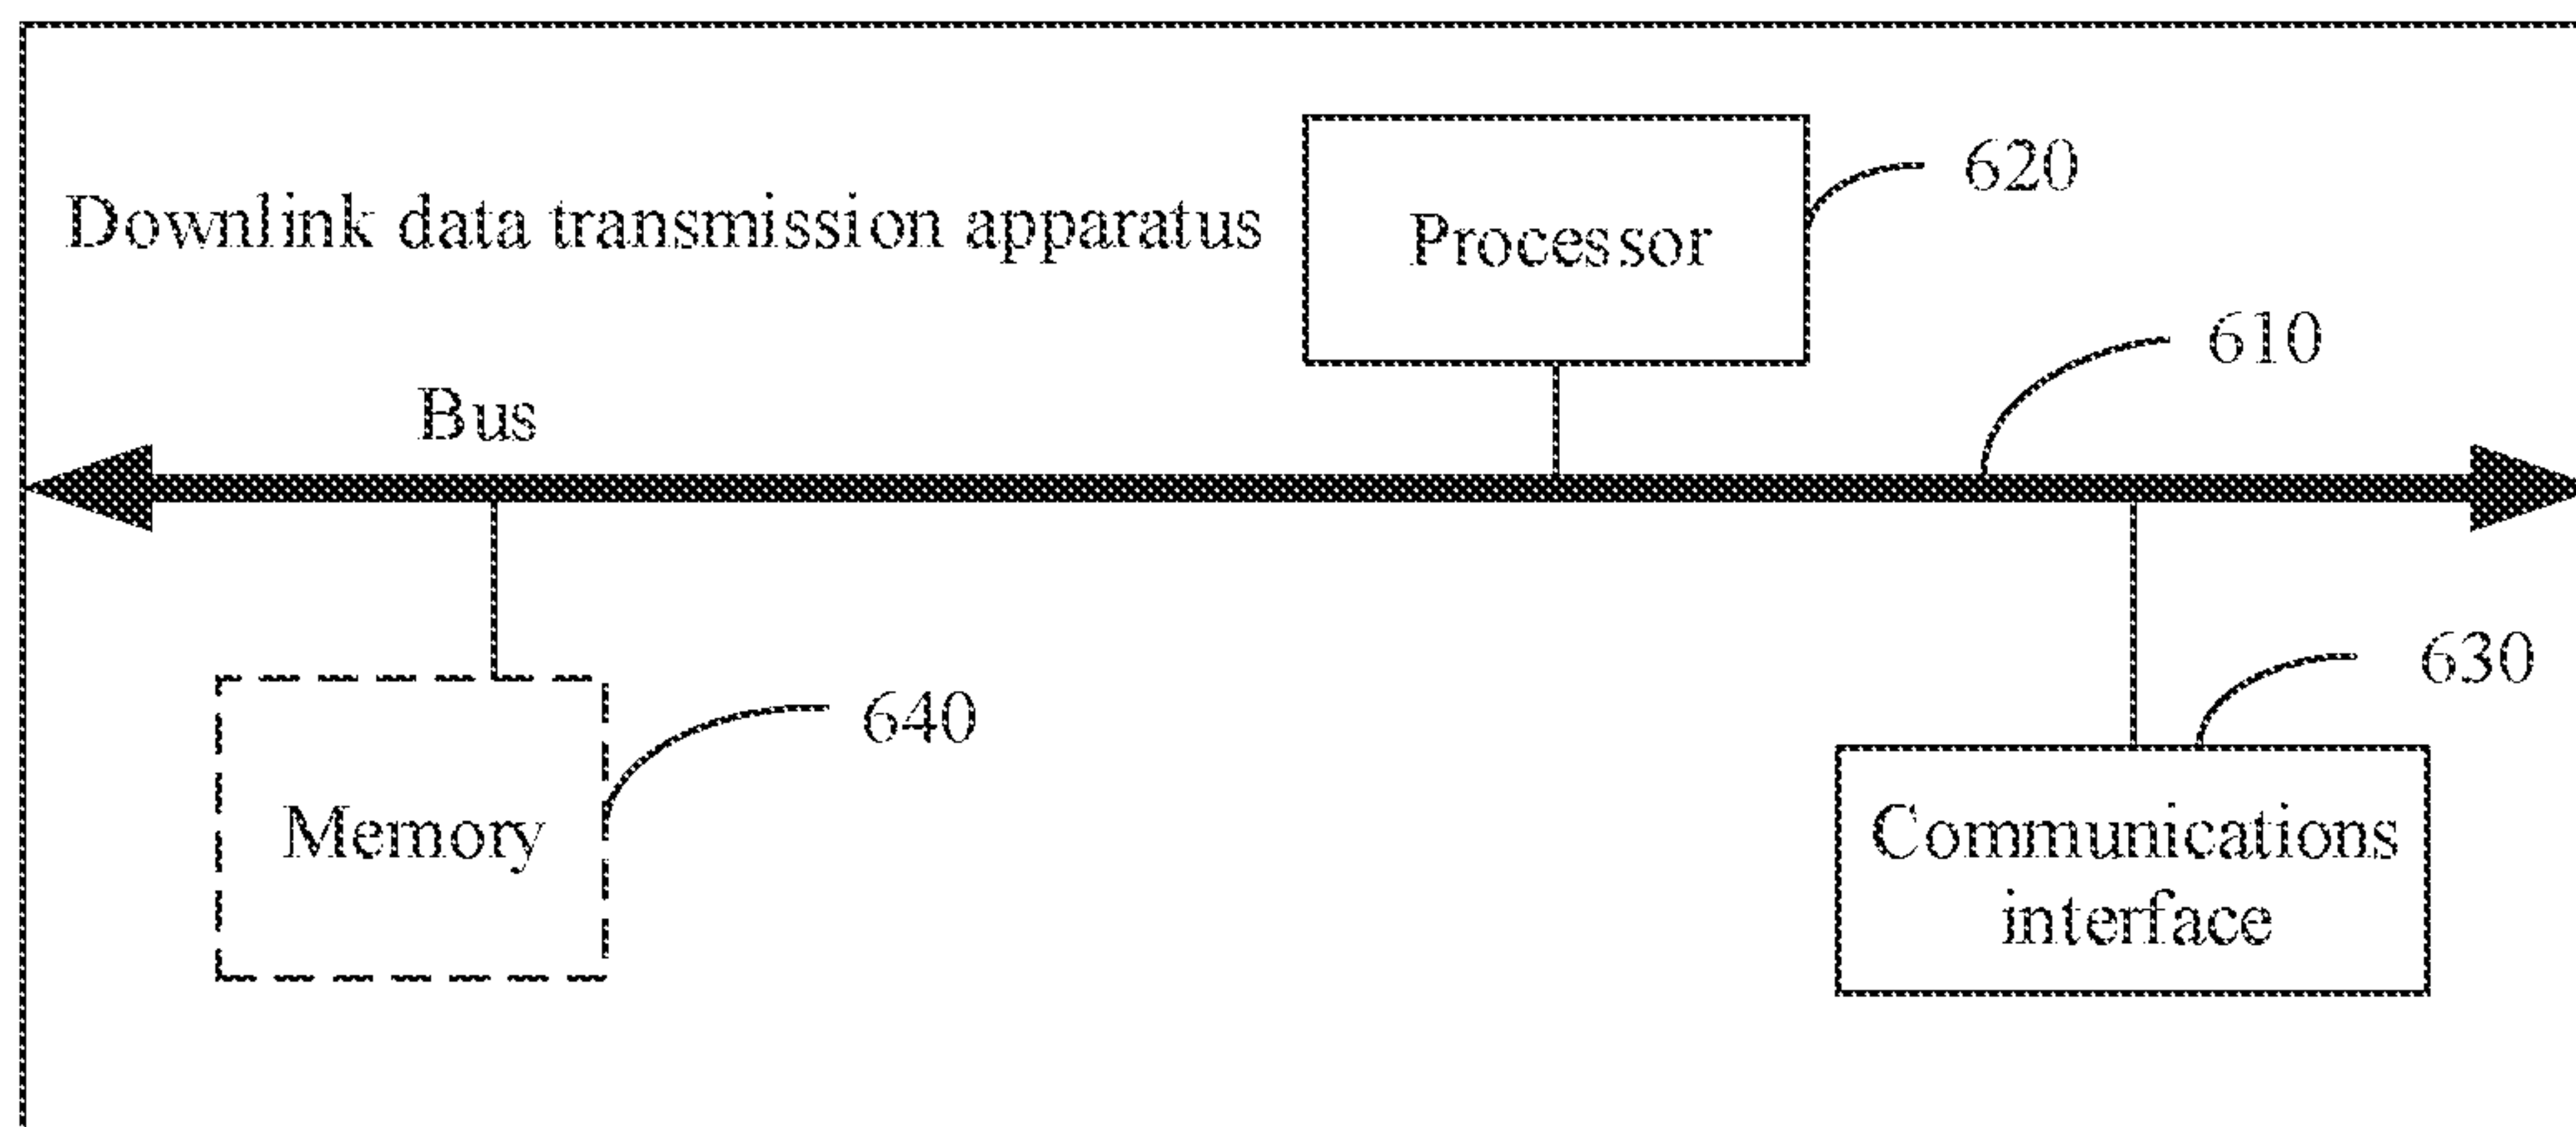 Downlink data transmission apparatus
Processor
620
610
Bus
640
630
Memory
Communications
interface